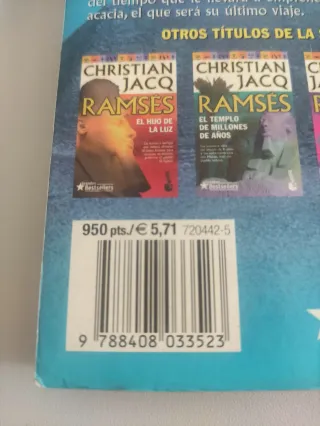 del tiempo que le llevará a emprender
acacia, el que será su último viaje.
OTROS TÍTULOS DE LA
CHRISTIAN
JACQ
RAMSÉS
EL HIJO DE
LA LUZ
Bestsellers
CHRISTIAN
JACQ
RAMSÉS
EL TEMPLO
DE MILLONES
DE AÑOS
Bestsellers
950 pts./€ 5,71 720442-5
9 788408 033523